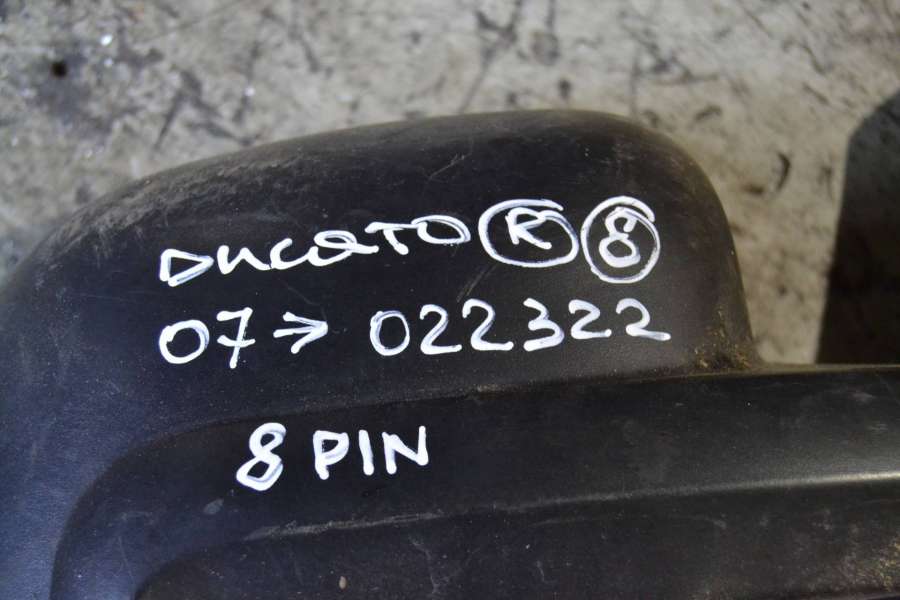 DUCATO R 8
07→ 022322
8 PIN